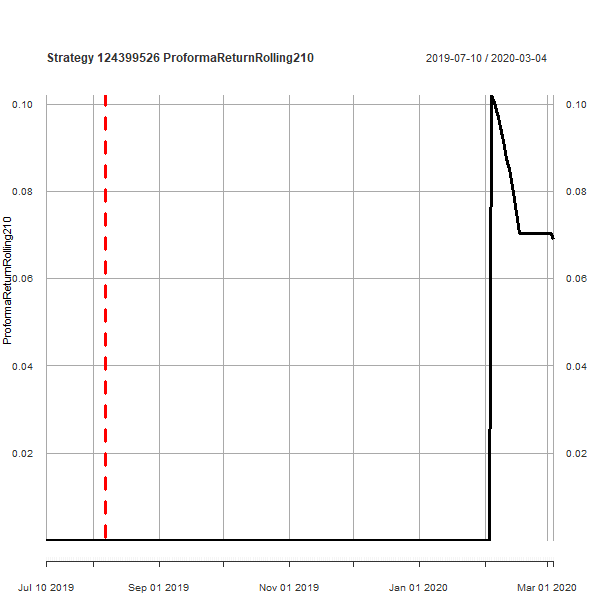 Strategy 124399526 ProformaReturnRolling210
2019-07-10 / 2020-03-04
ProformaReturnRolling210
0.10
0.10
0.08
0.08
0.06
0.06
0.04
0.04
0.02
0.02
Jul 10 2019
Sep 01 2019
Nov 01 2019
Jan 01 2020
Mar 01 2020